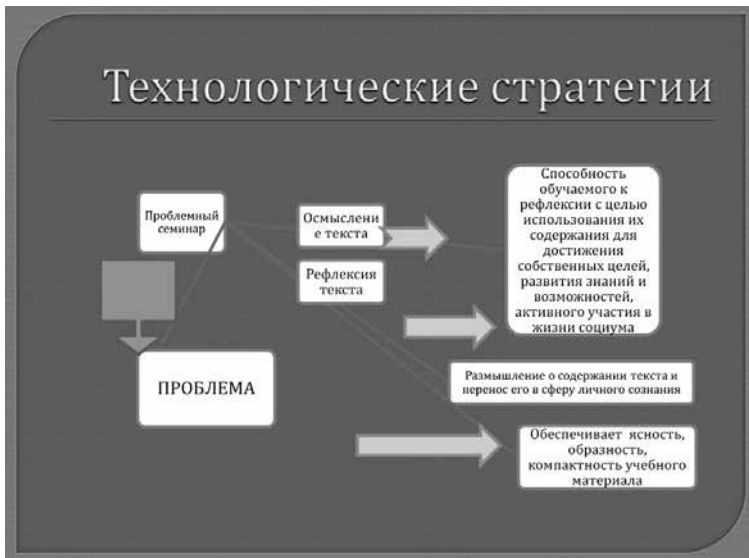 Технологические стратегии
Проблемный
семинар
ПРОБЛЕМА
Осмыслени
е текста
Рефлексия
текста
Способность
обучаемого к
рефлексии с целью
использования их
содержания для
достижения
собственных целей,
развития знаний и
возможностей,
активного участия в
жизни социума
Размышление о содержании текста и
перенос его в сферу личного сознания
Обеспечивает ясность,
образность,
компактность учебного
материала